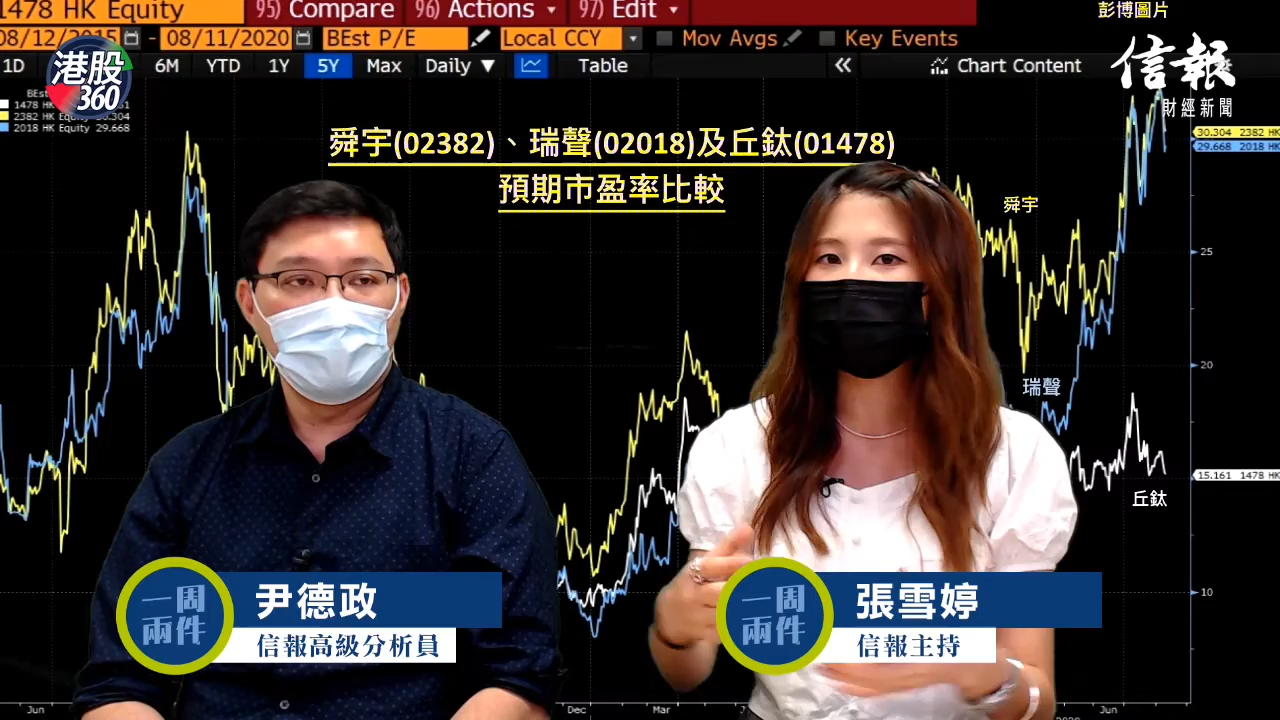 1478 HK Equity
95) Compare
96) Actions
97) Edit
彭博圖片
08/12/2015 - 08/11/2020
BEst P/E
Local CCY
Mov Avgs
Key Events
信報
財經新聞
1D
6M
YTD
1Y
5Y
Max
Daily
Table
Chart Content
港股
360
2382 HK Equity 30.304
2018 HK Equity 29.668
30.304 2382 HK
29.668 2018 HK
舜宇(02382)、瑞聲(02018)及丘鈦(01478)
預期市盈率比較
舜宇
25
20
瑞聲
15.161 1478 HK
丘鈦
10
一周
兩件
尹德政
信報高級分析員
一周
兩件
張雪婷
信報主持
Jun
Dec
Mar
Jun